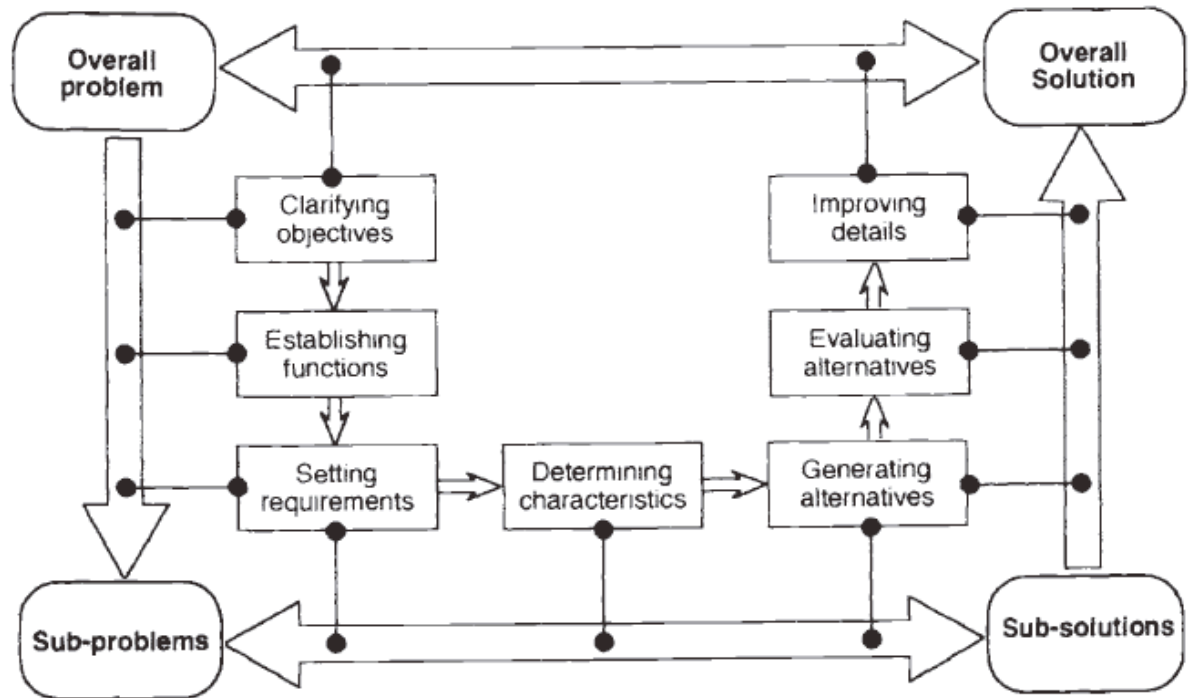 Overall
problem
Overall
Solution
Clarifying
objectives
Improving
details
Establishing
functions
Evaluating
alternatives
Setting
requirements
Determining
characteristics
Generating
alternatives
Sub-problems
Sub-solutions